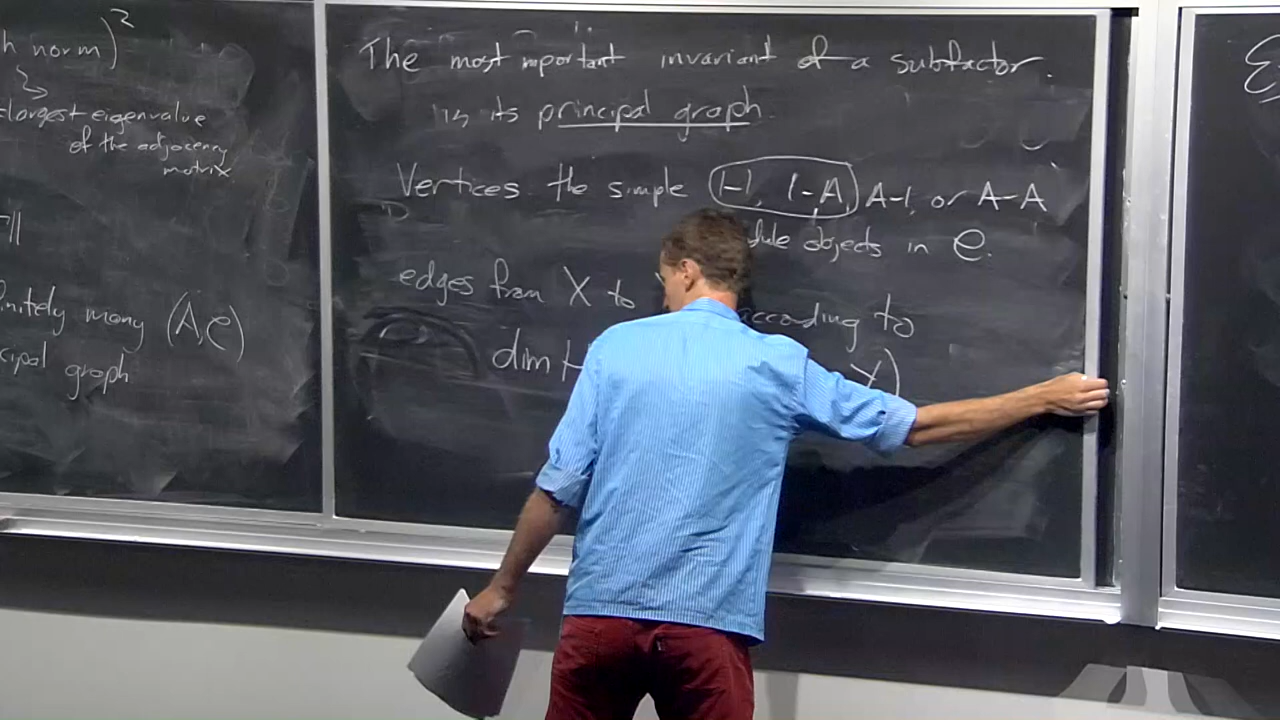 h norm)²
largest eigenvalue
of the adjacency
matrix.
nitely many (A,C)
cipal graph
The most important invariant of a subfactor.
is its principal graph.
Vertices the simple 1-1, 1-A, A-1, or A-A
dule objects in C.
edges from X to
according to
dim
Y)